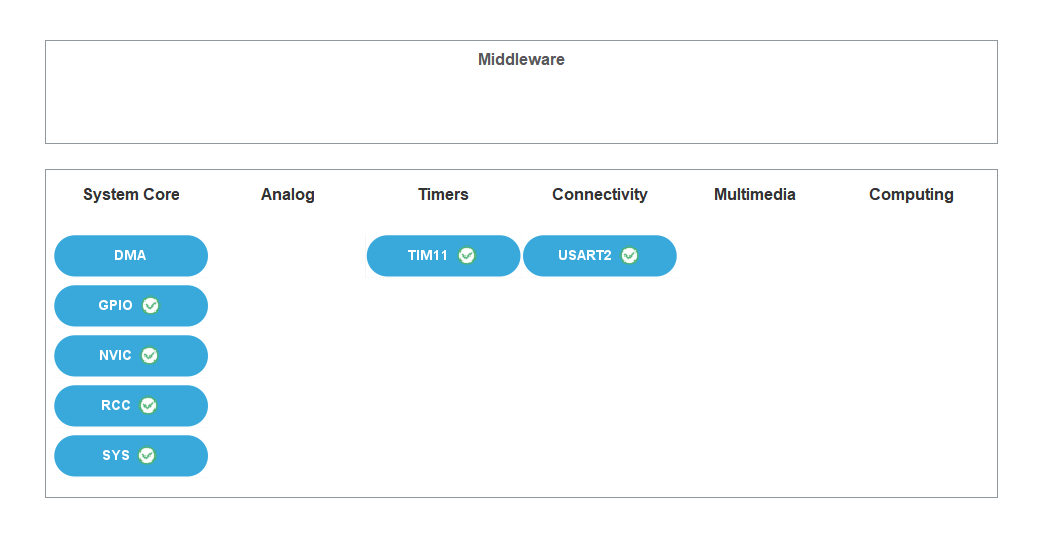 Middleware
System Core Analog Timers Connectivity Multimedia Computing
DMA TIM11 USART2
GPIO
NVIC
RCC
SYS